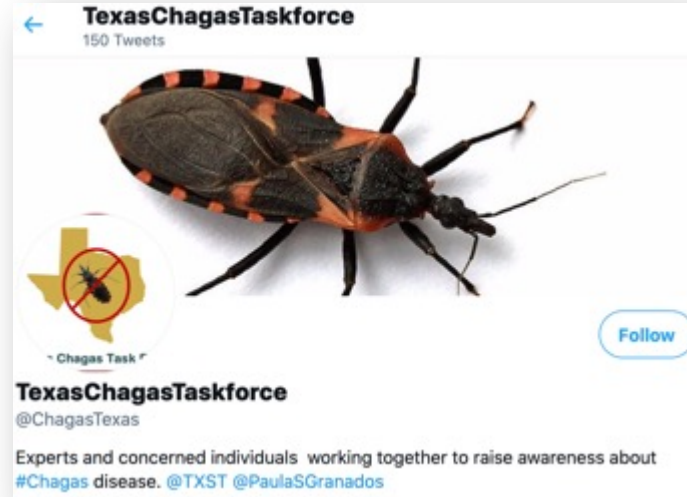 TexasChagasTaskforce
150 Tweets
Chagas Task
Follow
TexasChagasTaskforce
@ChagasTexas
Experts and concerned individuals working together to raise awareness about
#Chagas disease. @TXST @PaulaSGranados